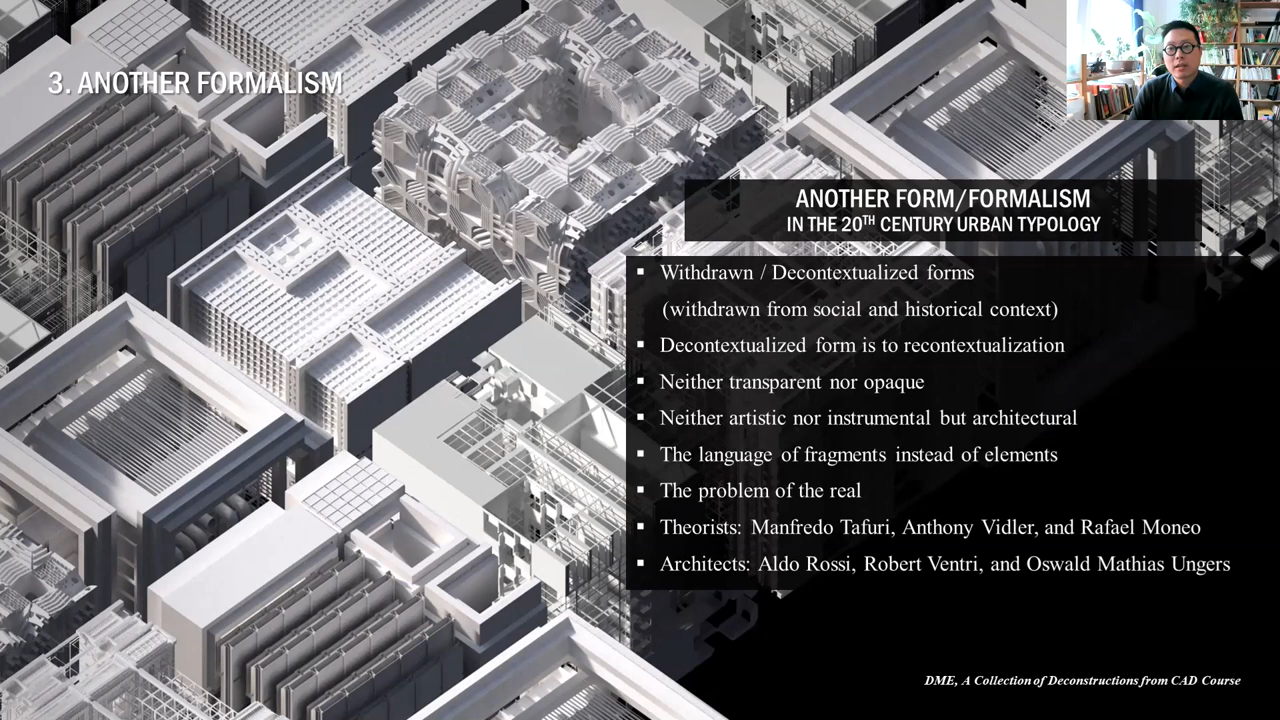 3. ANOTHER FORMALISM
ANOTHER FORM/FORMALISM
IN THE 20TH CENTURY URBAN TYPOLOGY
▪ Withdrawn / Decontextualized forms
(withdrawn from social and historical context)
▪ Decontextualized form is to recontextualization
▪ Neither transparent nor opaque
▪ Neither artistic nor instrumental but architectural
▪ The language of fragments instead of elements
▪ The problem of the real
▪ Theorists: Manfredo Tafuri, Anthony Vidler, and Rafael Moneo
▪ Architects: Aldo Rossi, Robert Ventri, and Oswald Mathias Ungers
DME, A Collection of Deconstructions from CAD Course